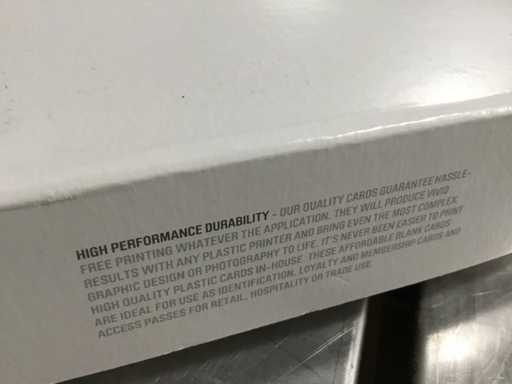 HIGH PERFORMANCE DURABILITY - OUR QUALITY CARDS GUARANTEE HASSLE-
FREE PRINTING WHATEVER THE APPLICATION. THEY WILL PRODUCE VIVID
RESULTS WITH ANY PLASTIC PRINTER AND BRING EVEN THE MOST COMPLEX
GRAPHIC DESIGN OR PHOTOGRAPHY TO LIFE. IT'S NEVER BEEN EASIER TO PRINT
HIGH QUALITY PLASTIC CARDS IN-HOUSE. THESE AFFORDABLE BLANK CARDS
ARE IDEAL FOR USE AS IDENTIFICATION, LOYALTY AND MEMBERSHIP CARDS AND
ACCESS PASSES FOR RETAIL, HOSPITALITY OR TRADE USE.